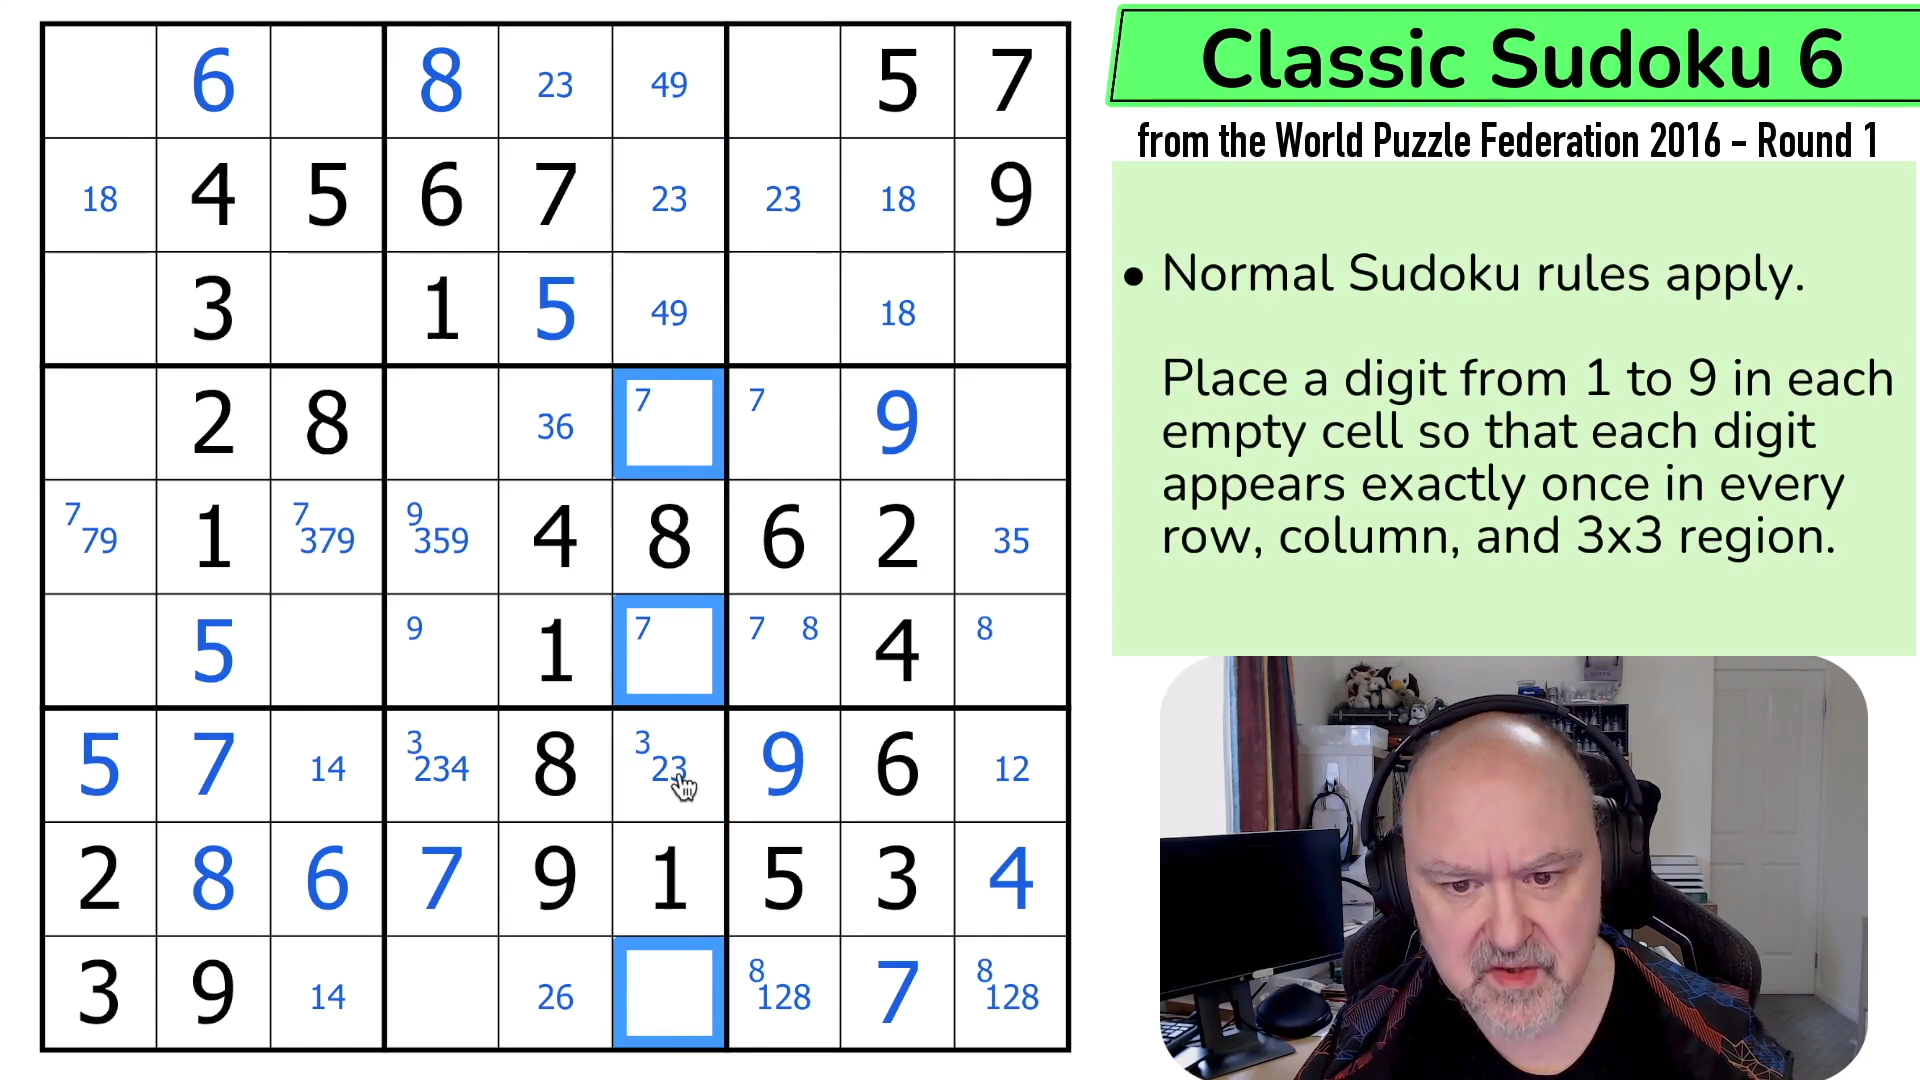 Classic Sudoku 6
from the World Puzzle Federation 2016 - Round 1
• Normal Sudoku rules apply.
Place a digit from 1 to 9 in each
empty cell so that each digit
appears exactly once in every
row, column, and 3x3 region.
6 8 23 49 5 7
18 4 5 6 7 23 23 18 9
3 1 5 49 18
2 8 36 7 7 9
7 79 1 7 379 9 359 4 8 6 2 35
5 9 1 7 7 8 4 8
5 7 14 3 234 8 3 23 9 6 12
2 8 6 7 9 1 5 3 4
3 9 14 26 8 128 7 8 128